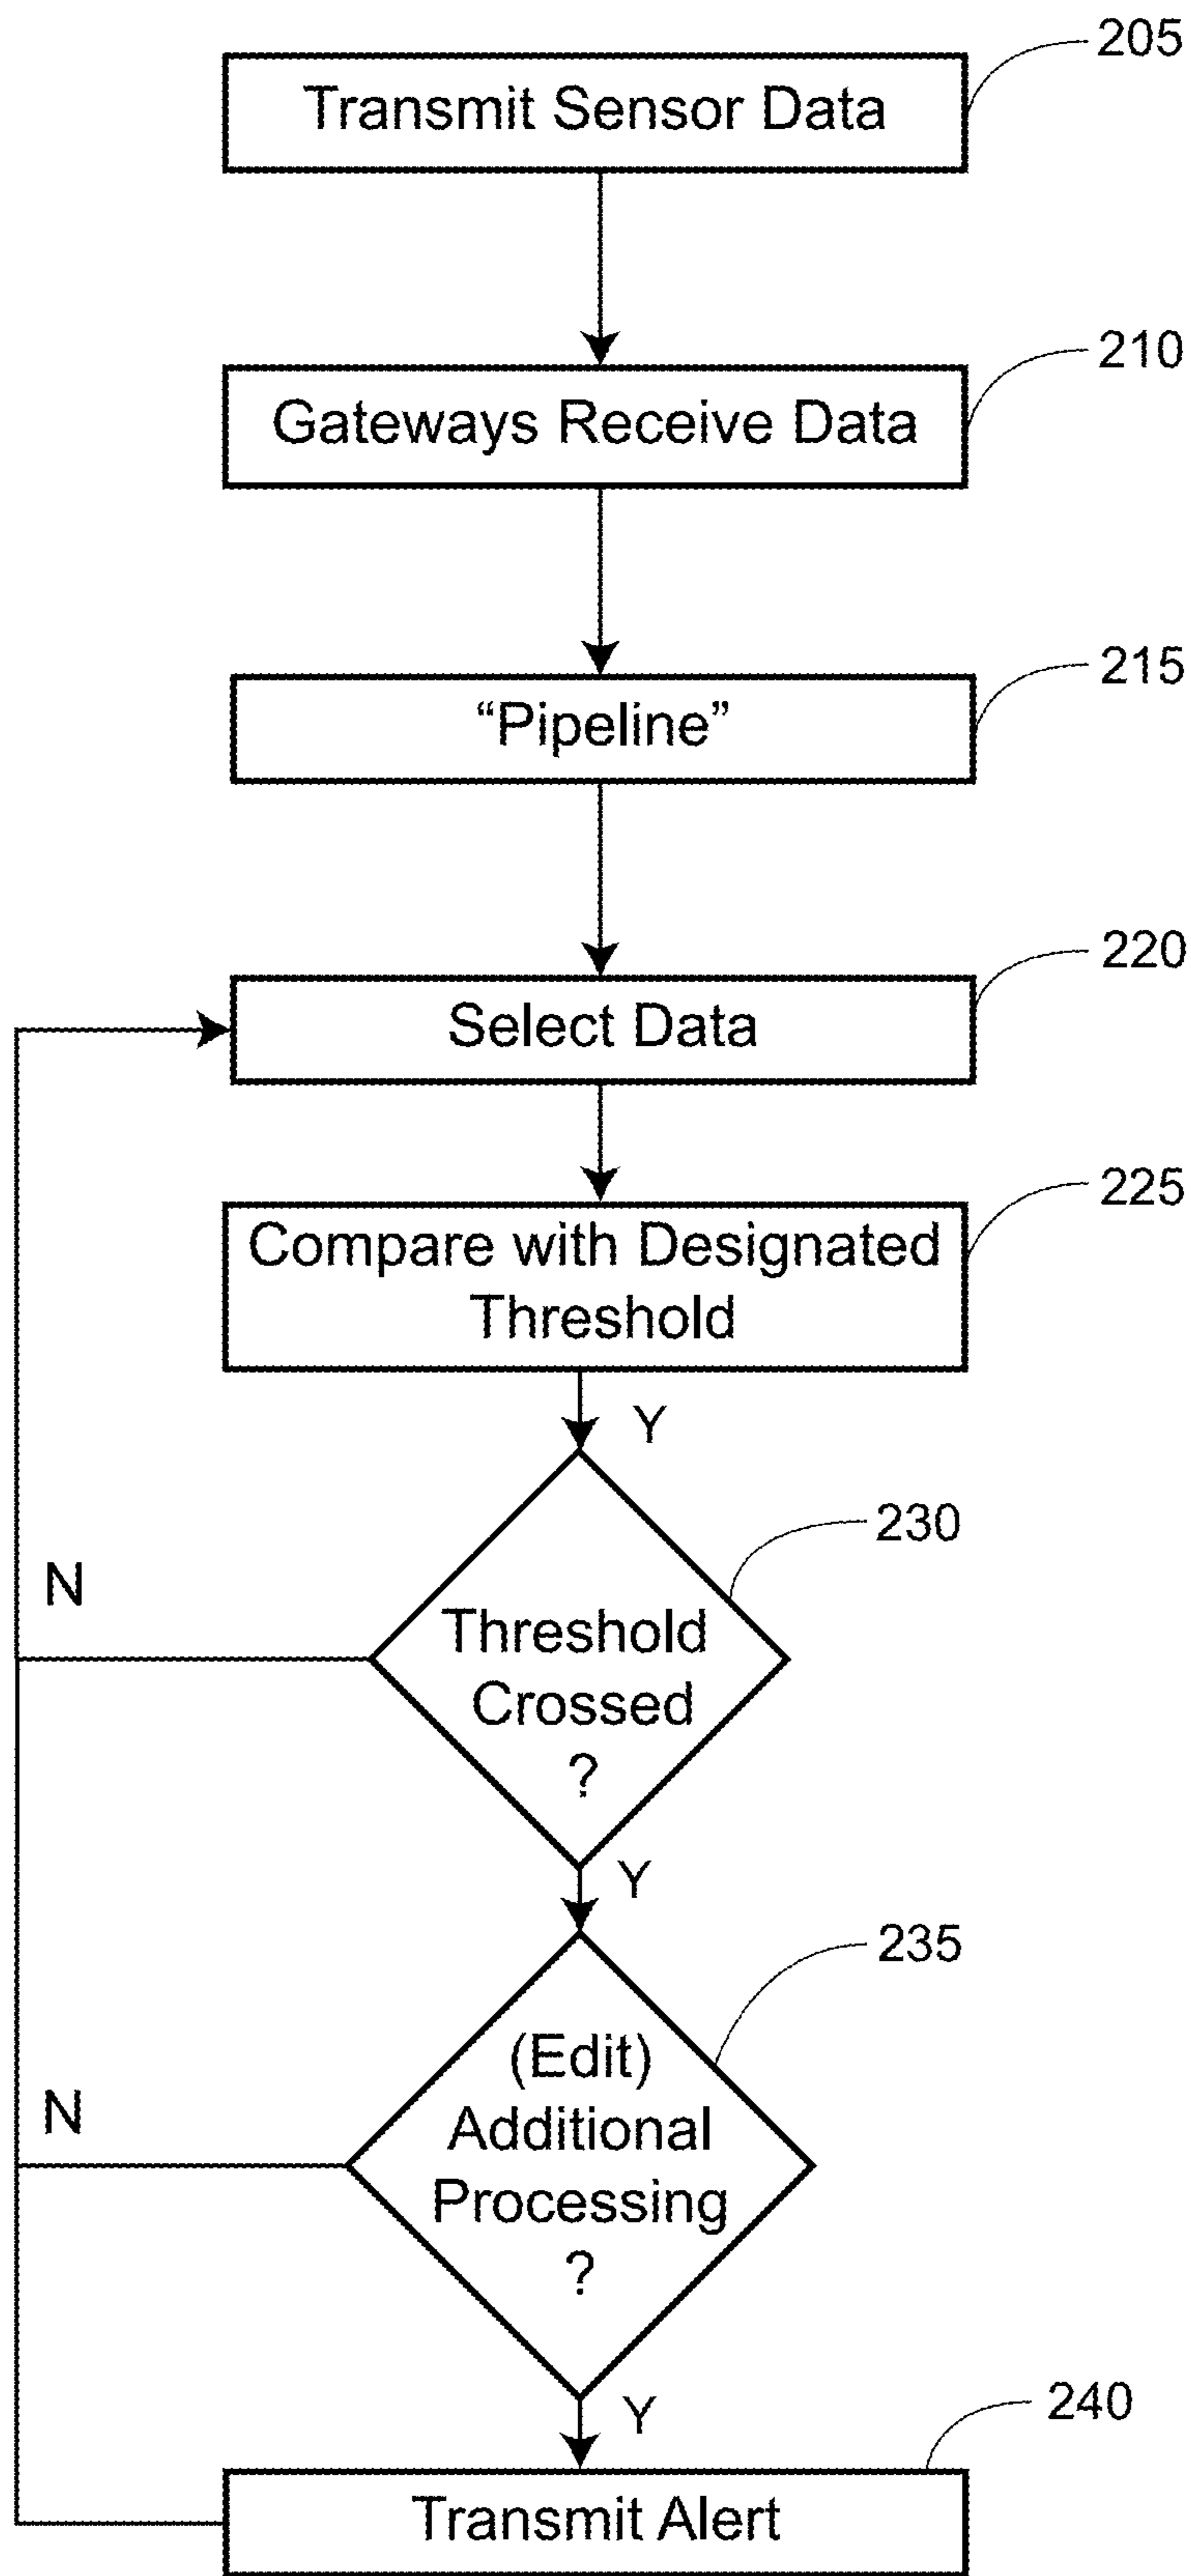 205
Transmit Sensor Data
210
Gateways Receive Data
215
“Pipeline”
220
Select Data
225
Compare with Designated
Threshold
Y
230
N
Threshold
Crossed
?
Y
235
(Edit)
N
Additional
Processing
?
Y
240
Transmit Alert